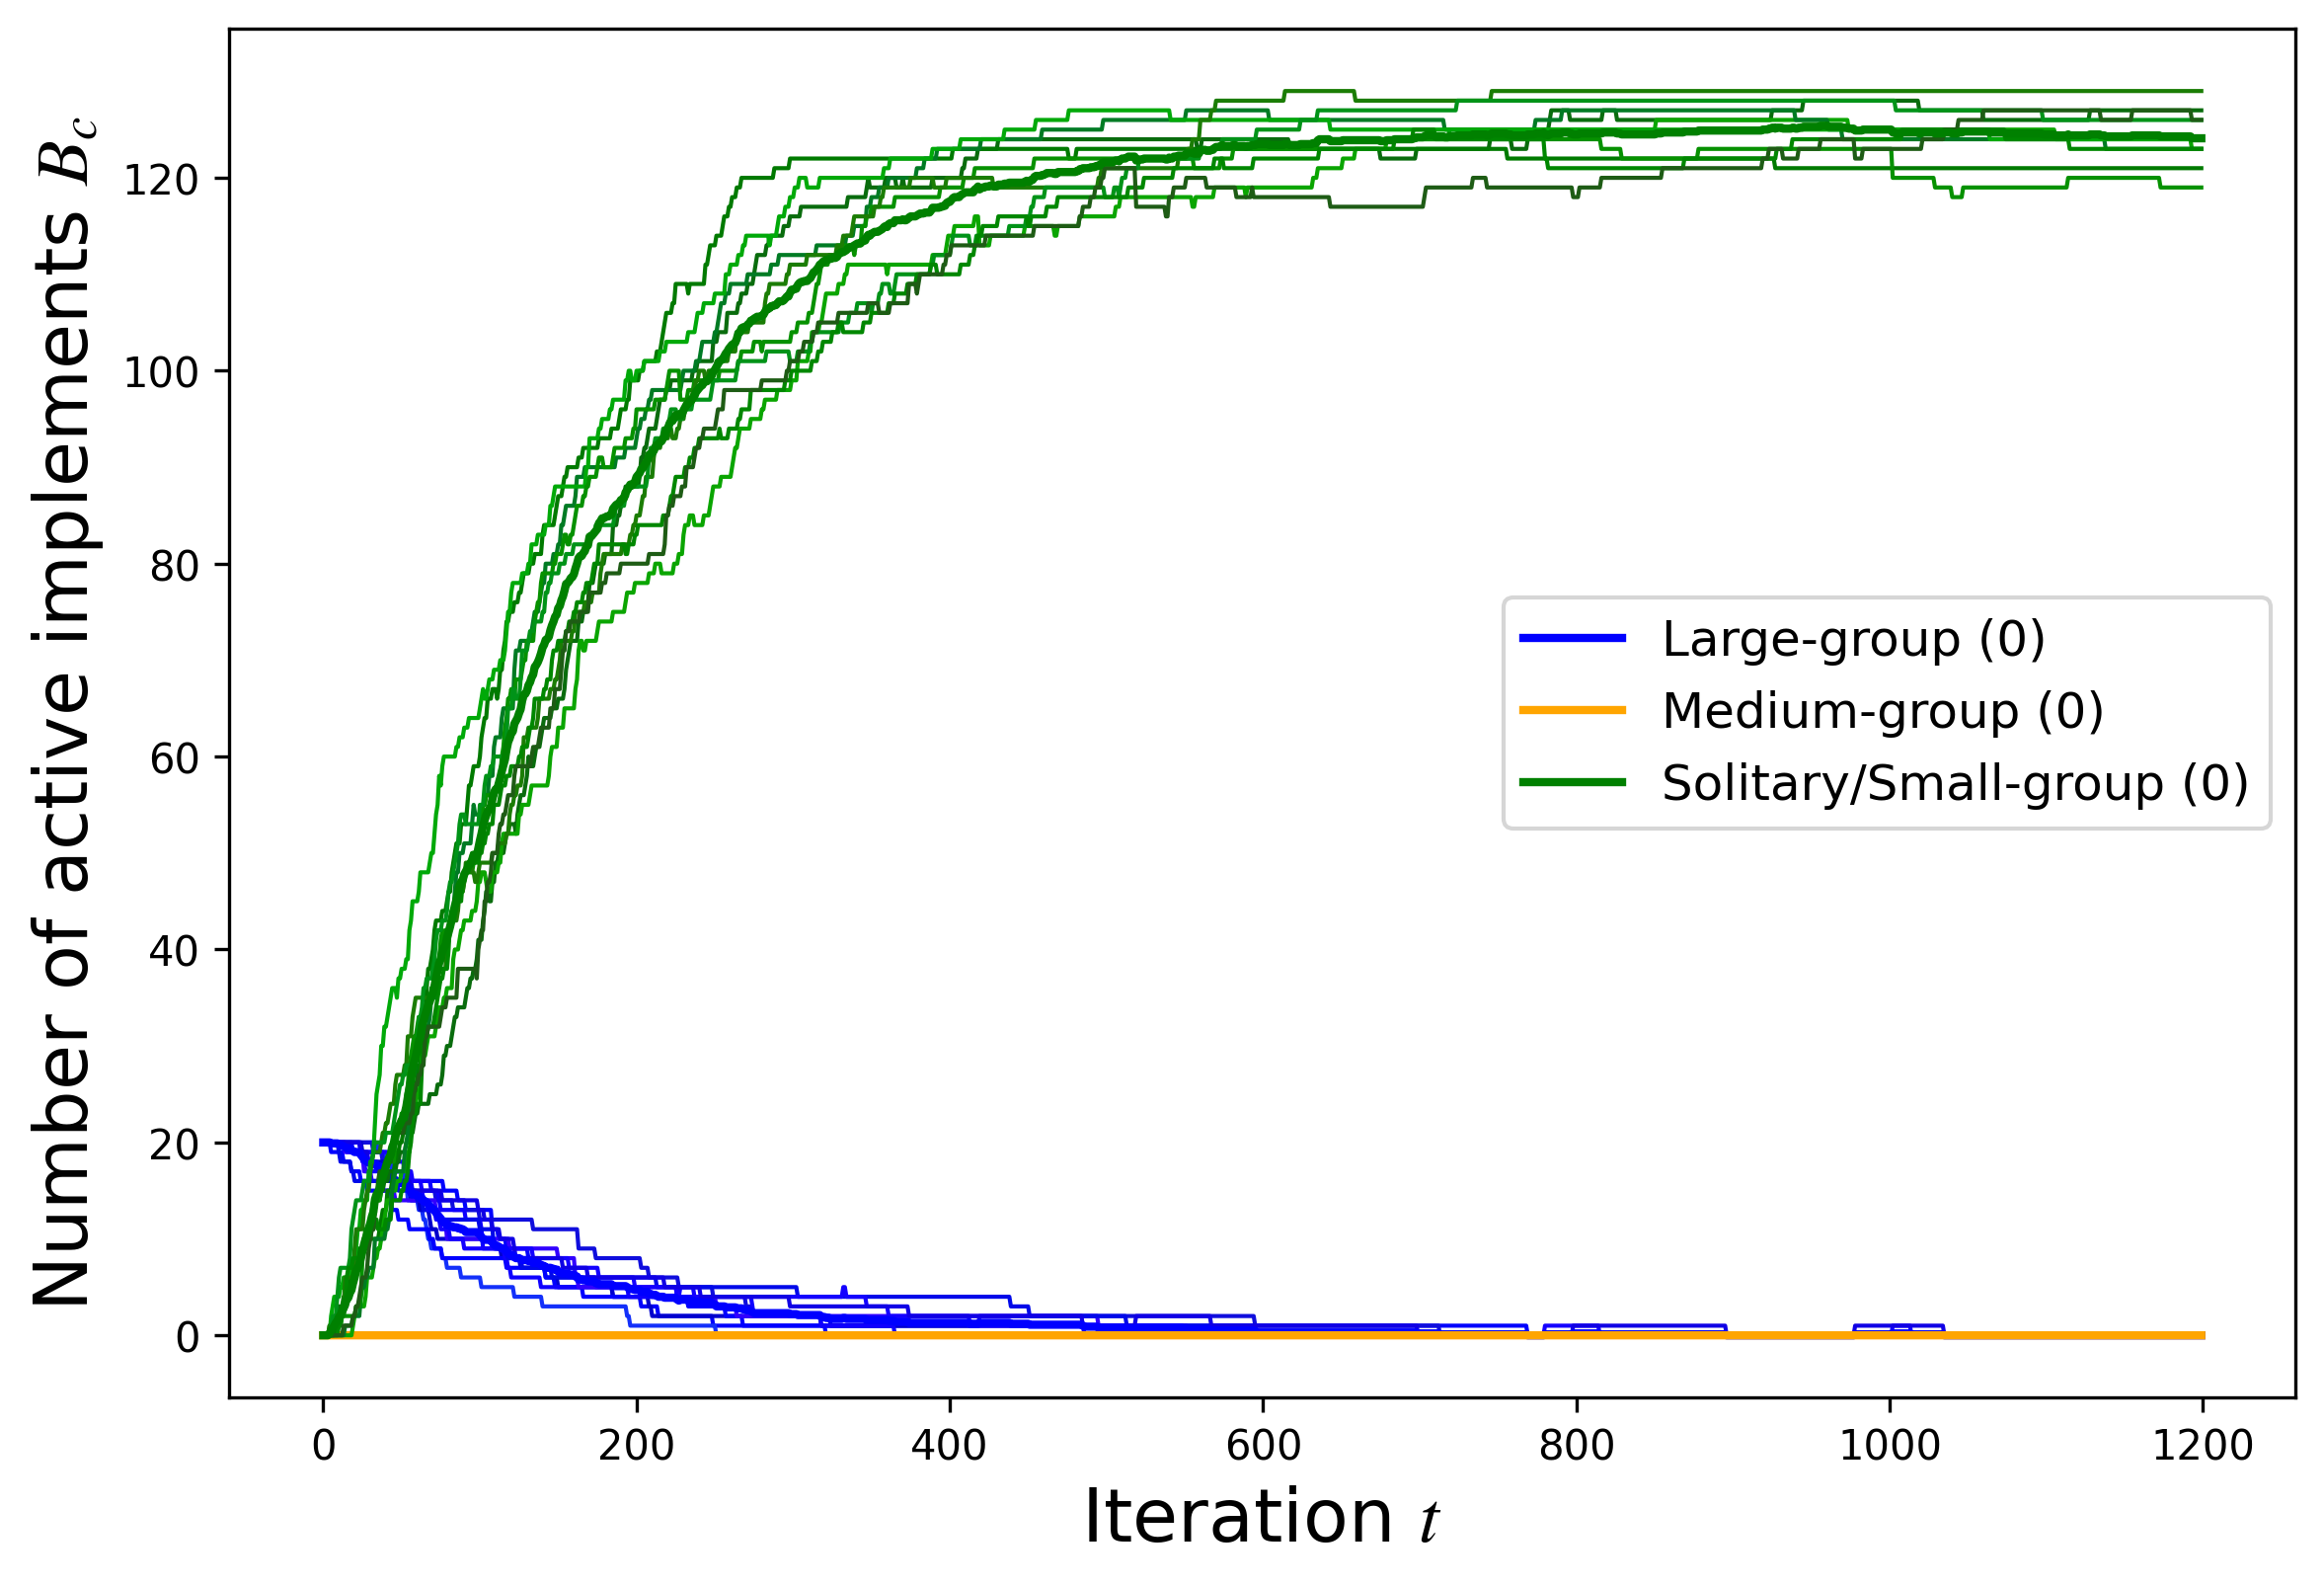 Number of active implements B_c
120
100
80
60
40
20
0
0 200 400 600 800 1000 1200
Iteration t
Large-group (0)
Medium-group (0)
Solitary/Small-group (0)